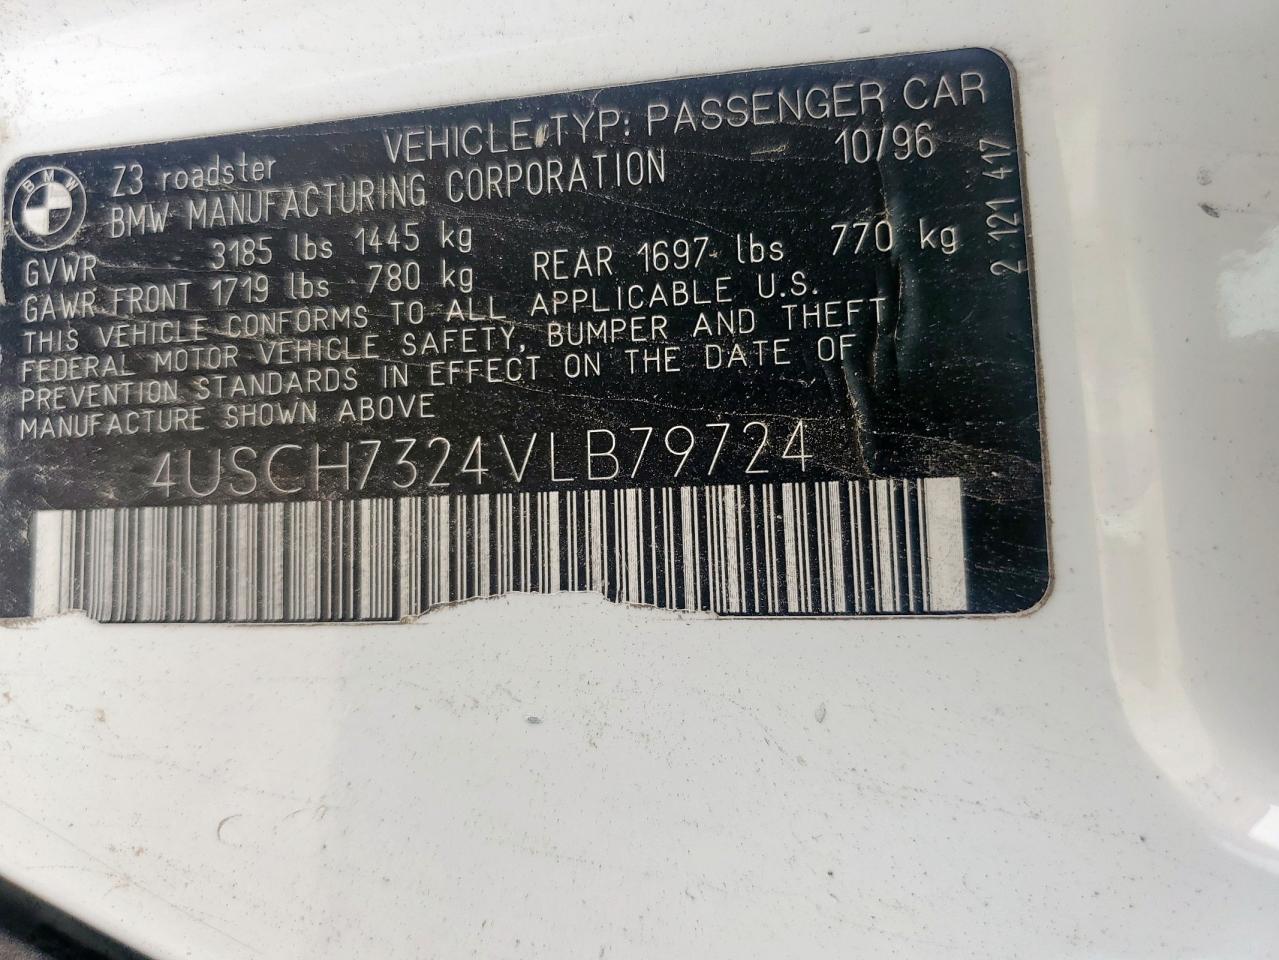 BMW
Z3 roadster VEHICLE TYP: PASSENGER CAR
BMW MANUFACTURING CORPORATION 10/96
GVWR 3185 lbs 1445 kg
GAWR FRONT 1719 lbs 780 kg REAR 1697 lbs 770 kg
THIS VEHICLE CONFORMS TO ALL APPLICABLE U.S.
FEDERAL MOTOR VEHICLE SAFETY, BUMPER AND THEFT
PREVENTION STANDARDS IN EFFECT ON THE DATE OF
MANUFACTURE SHOWN ABOVE
4USCH7324VLB79724
2 121 417